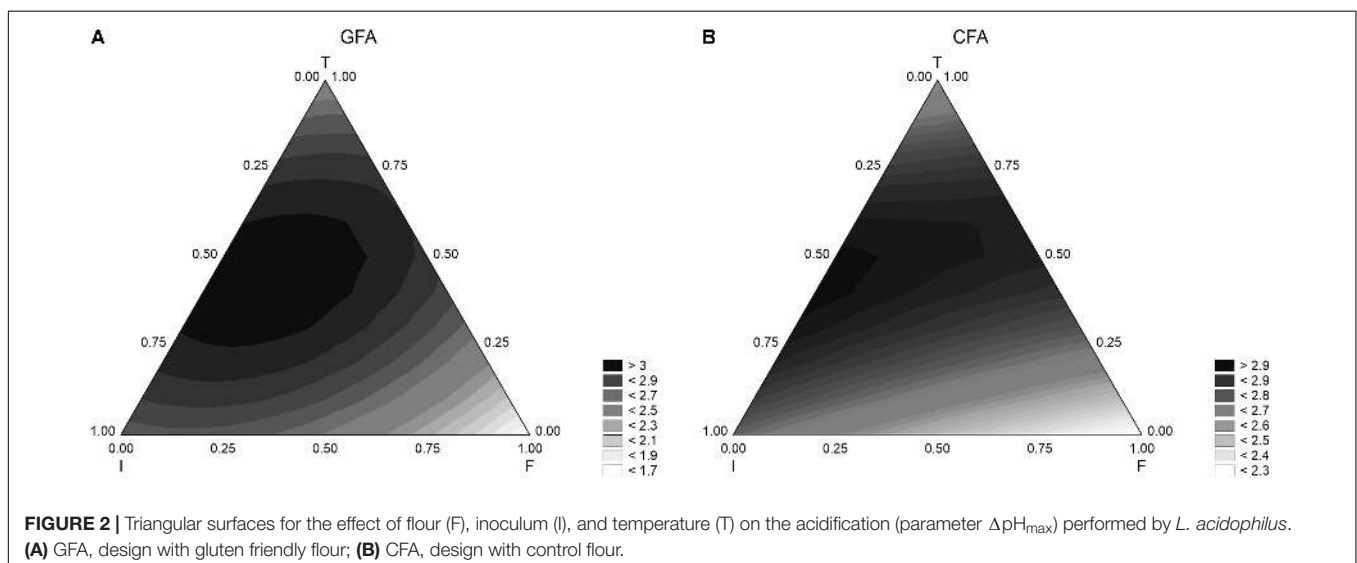 A
GFA
T
0.00 1.00
0.25 0.75
0.50 0.50
0.75 0.25
1.00 0.00
0.00 0.25 0.50 0.75 1.00
I F
> 3
< 2.9
< 2.7
< 2.5
< 2.3
< 2.1
< 1.9
< 1.7
B
CFA
T
0.00 1.00
0.25 0.75
0.50 0.50
0.75 0.25
1.00 0.00
0.00 0.25 0.50 0.75 1.00
I F
> 2.9
< 2.9
< 2.8
< 2.7
< 2.6
< 2.5
< 2.4
< 2.3
FIGURE 2 | Triangular surfaces for the effect of flour (F), inoculum (I), and temperature (T) on the acidification (parameter ΔpHmax) performed by L. acidophilus.
(A) GFA, design with gluten friendly flour; (B) CFA, design with control flour.